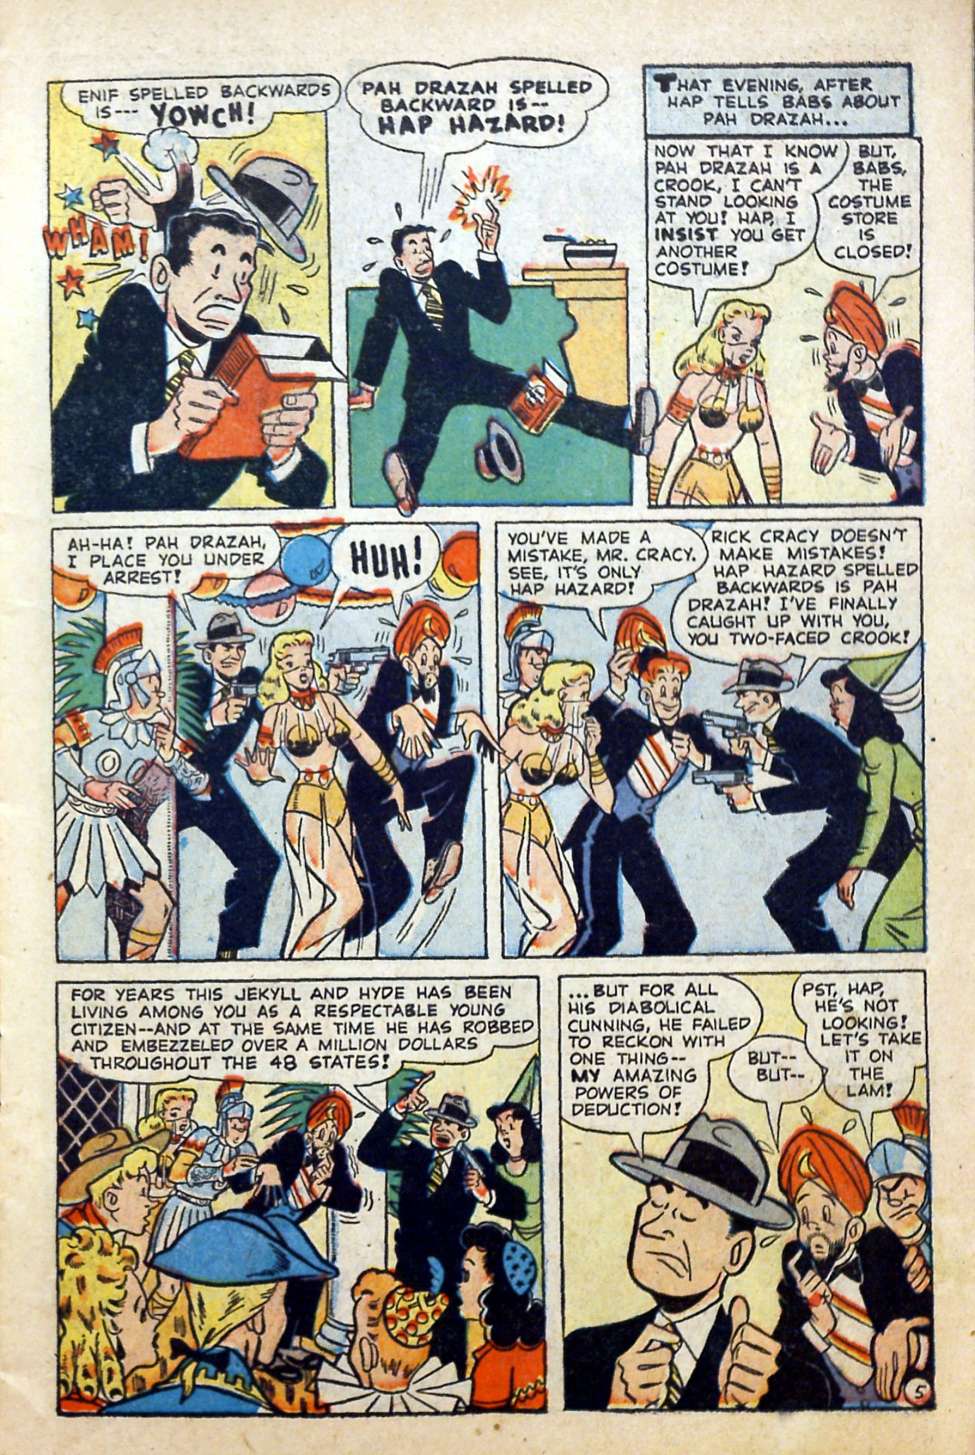 ENIF SPELLED BACKWARDS
IS--- YOWCH!
WHAM!
PAH DRAZAH SPELLED
BACKWARD IS--
HAP HAZARD!
THAT EVENING, AFTER
HAP TELLS BABS ABOUT
PAH DRAZAH...
NOW THAT I KNOW
PAH DRAZAH IS A
CROOK, I CAN'T
STAND LOOKING
AT YOU! HAP, I
INSIST YOU GET
ANOTHER
COSTUME!
BUT,
BABS,
THE
COSTUME
STORE
IS
CLOSED!
AH-HA! PAH DRAZAH,
I PLACE YOU UNDER
ARREST!
HUH!
YOU'VE MADE A
MISTAKE, MR. CRACY.
SEE, IT'S ONLY
HAP HAZARD!
RICK CRACY DOESN'T
MAKE MISTAKES!
HAP HAZARD SPELLED
BACKWARDS IS PAH
DRAZAH! I'VE FINALLY
CAUGHT UP WITH YOU,
YOU TWO-FACED CROOK!
FOR YEARS THIS JEKYLL AND HYDE HAS BEEN
LIVING AMONG YOU AS A RESPECTABLE YOUNG
CITIZEN--AND AT THE SAME TIME HE HAS ROBBED
AND EMBEZZELED OVER A MILLION DOLLARS
THROUGHOUT THE 48 STATES!
...BUT FOR ALL
HIS DIABOLICAL
CUNNING, HE FAILED
TO RECKON WITH
ONE THING--
MY AMAZING
POWERS OF
DEDUCTION!
BUT--
BUT--
PST, HAP,
HE'S NOT
LOOKING!
LET'S TAKE
IT ON
THE
LAM!
5